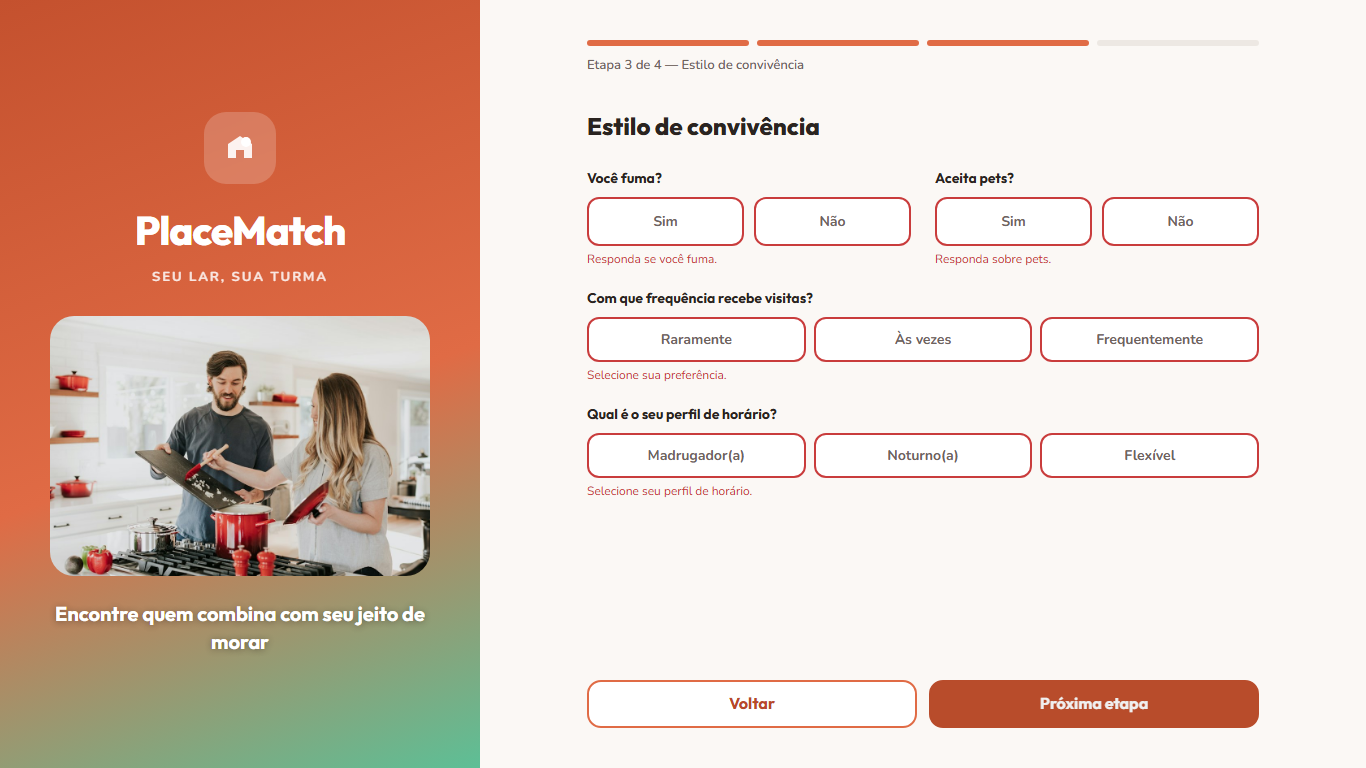 PlaceMatch
SEU LAR, SUA TURMA
Encontre quem combina com seu jeito de
morar
Etapa 3 de 4 — Estilo de convivência
Estilo de convivência
Você fuma?
Sim
Não
Responda se você fuma.
Aceita pets?
Sim
Não
Responda sobre pets.
Com que frequência recebe visitas?
Raramente
Às vezes
Frequentemente
Selecione sua preferência.
Qual é o seu perfil de horário?
Madrugador(a)
Noturno(a)
Flexível
Selecione seu perfil de horário.
Voltar
Próxima etapa